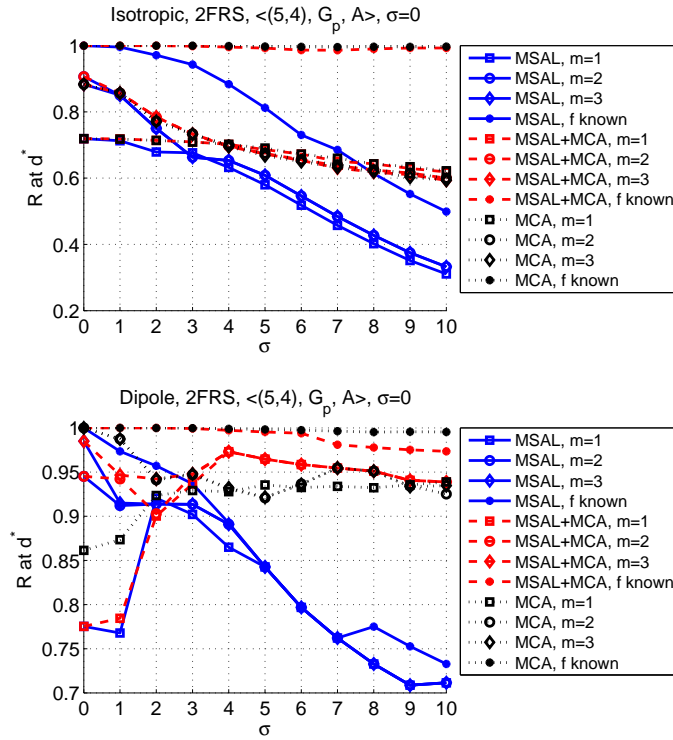 Isotropic, 2FRS, <(5,4), Gp, A>, σ=0
R at d*
1
0.8
0.6
0.4
0.2
0 1 2 3 4 5 6 7 8 9 10
σ
MSAL, m=1
MSAL, m=2
MSAL, m=3
MSAL, f known
MSAL+MCA, m=1
MSAL+MCA, m=2
MSAL+MCA, m=3
MSAL+MCA, f known
MCA, m=1
MCA, m=2
MCA, m=3
MCA, f known
Dipole, 2FRS, <(5,4), Gp, A>, σ=0
R at d*
1
0.95
0.9
0.85
0.8
0.75
0.7
0 1 2 3 4 5 6 7 8 9 10
σ
MSAL, m=1
MSAL, m=2
MSAL, m=3
MSAL, f known
MSAL+MCA, m=1
MSAL+MCA, m=2
MSAL+MCA, m=3
MSAL+MCA, f known
MCA, m=1
MCA, m=2
MCA, m=3
MCA, f known